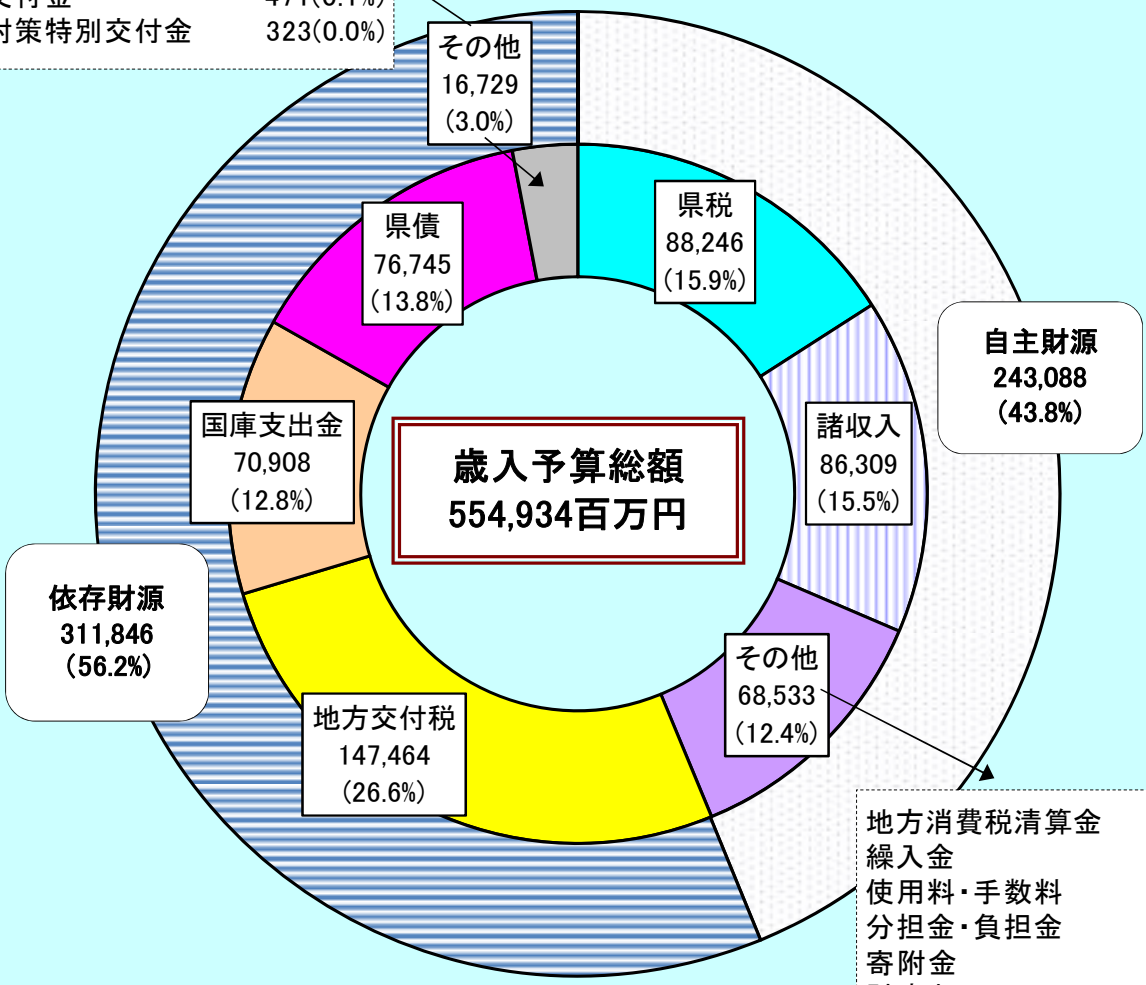 471(0.1%)
対策特別交付金 323(0.0%)
その他
16,729
(3.0%)
県税
88,246
(15.9%)
県債
76,745
(13.8%)
自主財源
243,088
(43.8%)
国庫支出金
70,908
(12.8%)
歳入予算総額
554,934百万円
諸収入
86,309
(15.5%)
依存財源
311,846
(56.2%)
その他
68,533
(12.4%)
地方交付税
147,464
(26.6%)
地方消費税清算金
繰入金
使用料・手数料
分担金・負担金
寄附金